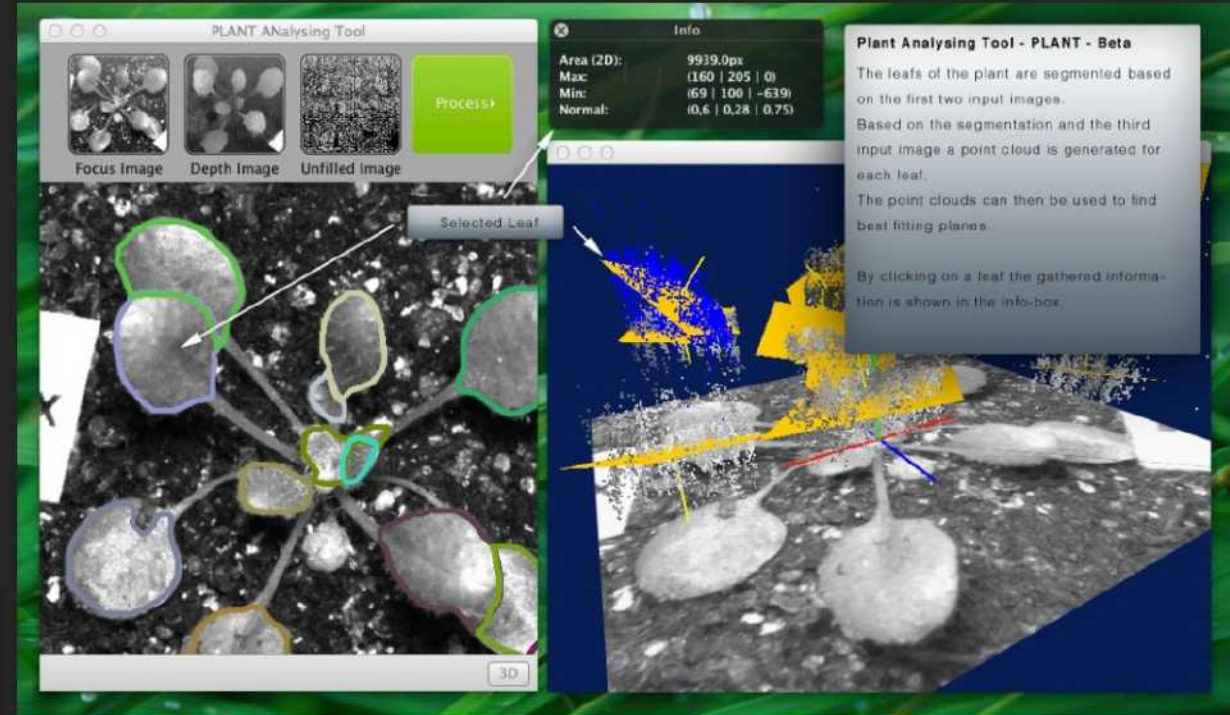 PLANT ANalysing Tool
Focus Image
Depth Image
Unfilled Image
Process
Selected Leaf
3D
Info
Area (2D): 9939.0px
Max: (160 | 205 | 0)
Min: (69 | 100 | -639)
Normal: (0,6 | 0,28 | 0,75)
Plant Analysing Tool - PLANT - Beta
The leafs of the plant are segmented based
on the first two input images.
Based on the segmentation and the third
input image a point cloud is generated for
each leaf.
The point clouds can then be used to find
best fitting planes.
By clicking on a leaf the gathered informa-
tion is shown in the info-box